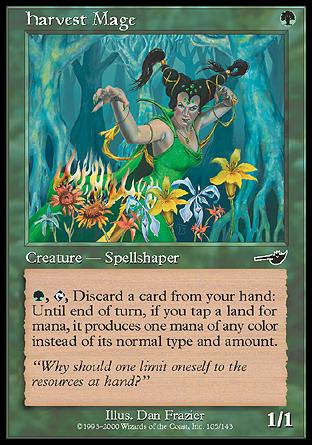 Harvest Mage
Creature — Spellshaper
, , Discard a card from your hand:
Until end of turn, if you tap a land for
mana, it produces one mana of any color
instead of its normal type and amount.
“Why should one limit oneself to the
resources at hand?”
Illus. Dan Frazier
©1993–2000 Wizards of the Coast, Inc. 105/143
1/1